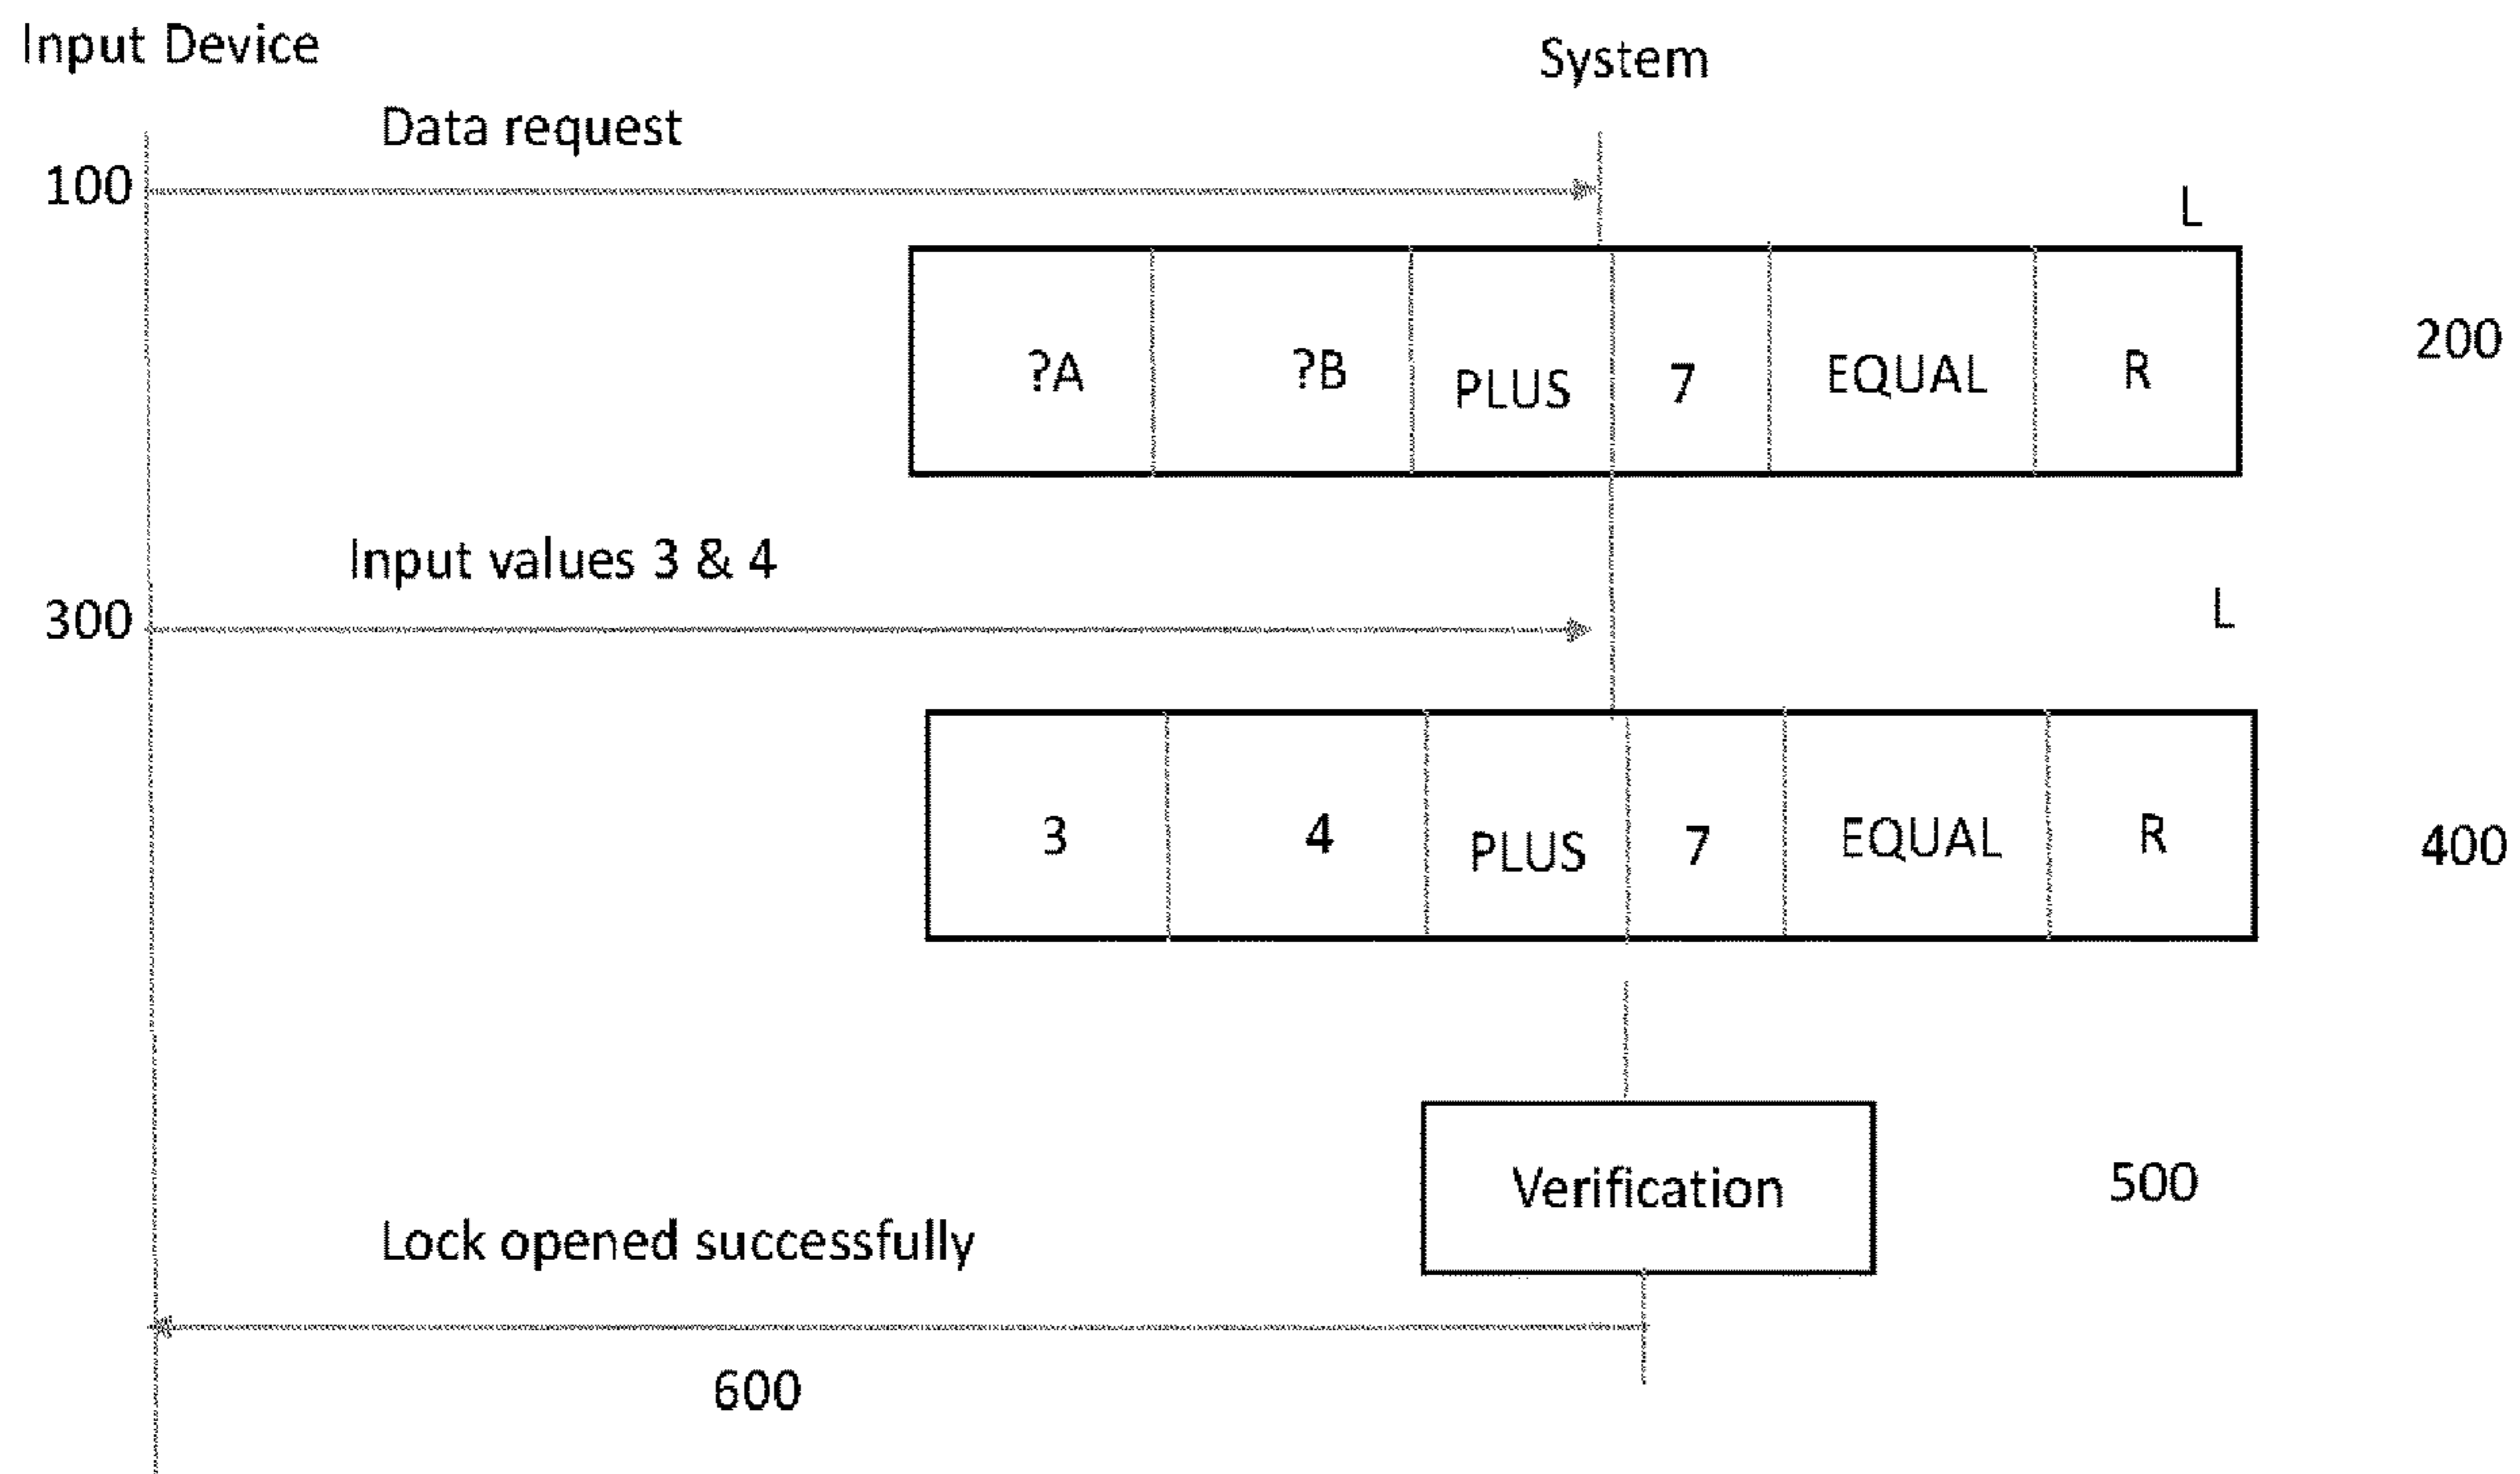 Input Device
System
Data request
100
L
?A ?B PLUS 7 EQUAL R
200
Input values 3 & 4
300
L
3 4 PLUS 7 EQUAL R
400
Verification
500
Lock opened successfully
600